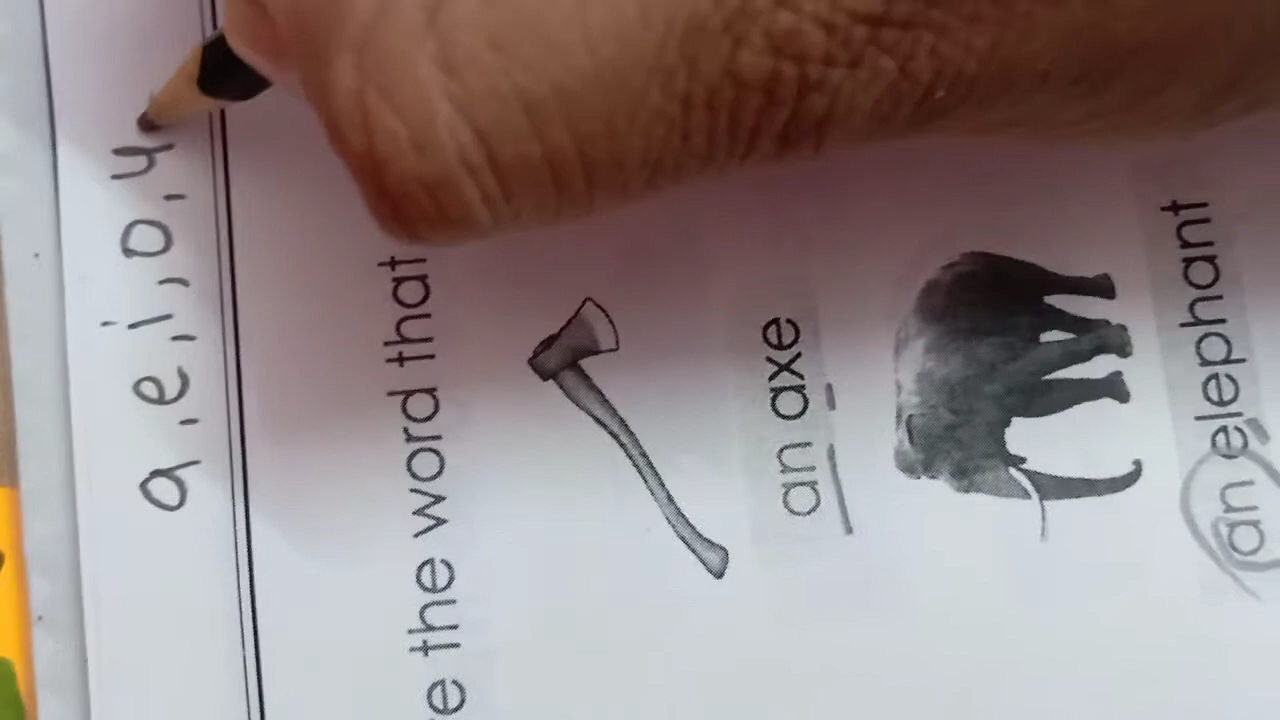 a, e, i, o, u
e the word that
an axe
an elephant